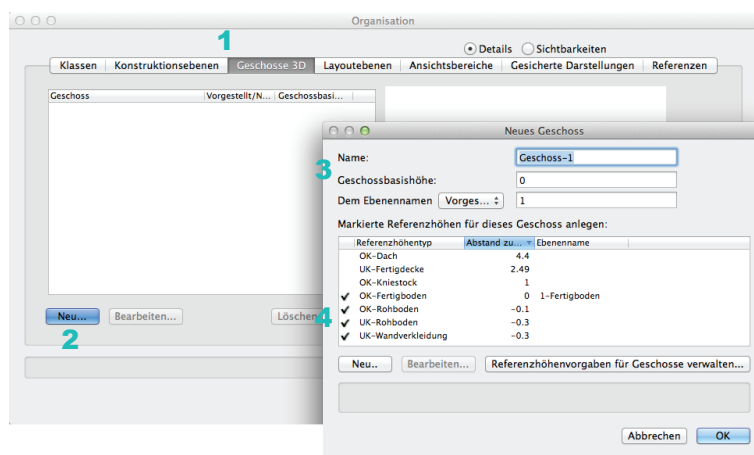 Organisation
1
Details Sichtbarkeiten
Klassen Konstruktionsebenen Geschosse 3D Layoutebenen Ansichtsbereiche Gesicherte Darstellungen Referenzen
Geschoss Vorgestellt/N... Geschossbasi...
Neu... Bearbeiten... Löschen
2
Neues Geschoss
Name: Geschoss-1
3
Geschossbasishöhe: 0
Dem Ebenennamen Vorges... 1
Markierte Referenzhöhen für dieses Geschoss anlegen:
Referenzhöhentyp Abstand zu... Ebenenname
OK-Dach 4.4
UK-Fertigdecke 2.49
OK-Kniestock 1
✓ OK-Fertigboden 0 1-Fertigboden
4
✓ OK-Rohboden -0.1
✓ UK-Rohboden -0.3
✓ UK-Wandverkleidung -0.3
Neu.. Bearbeiten... Referenzhöhenvorgaben für Geschosse verwalten...
Abbrechen OK